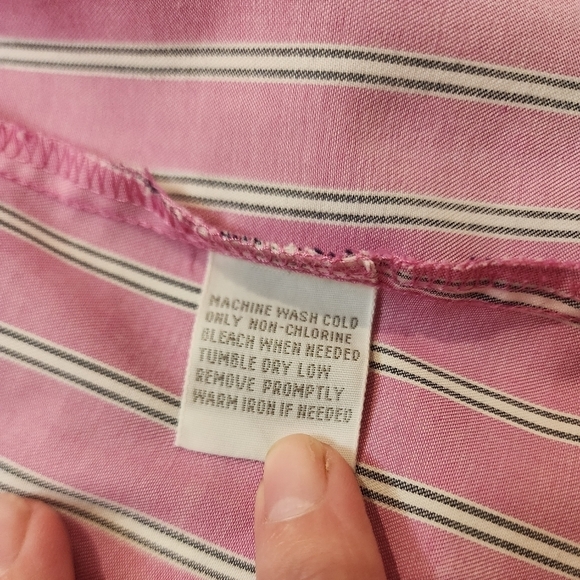 MACHINE WASH COLD
ONLY NON-CHLORINE
BLEACH WHEN NEEDED
TUMBLE DRY LOW
REMOVE PROMPTLY
WARM IRON IF NEEDED